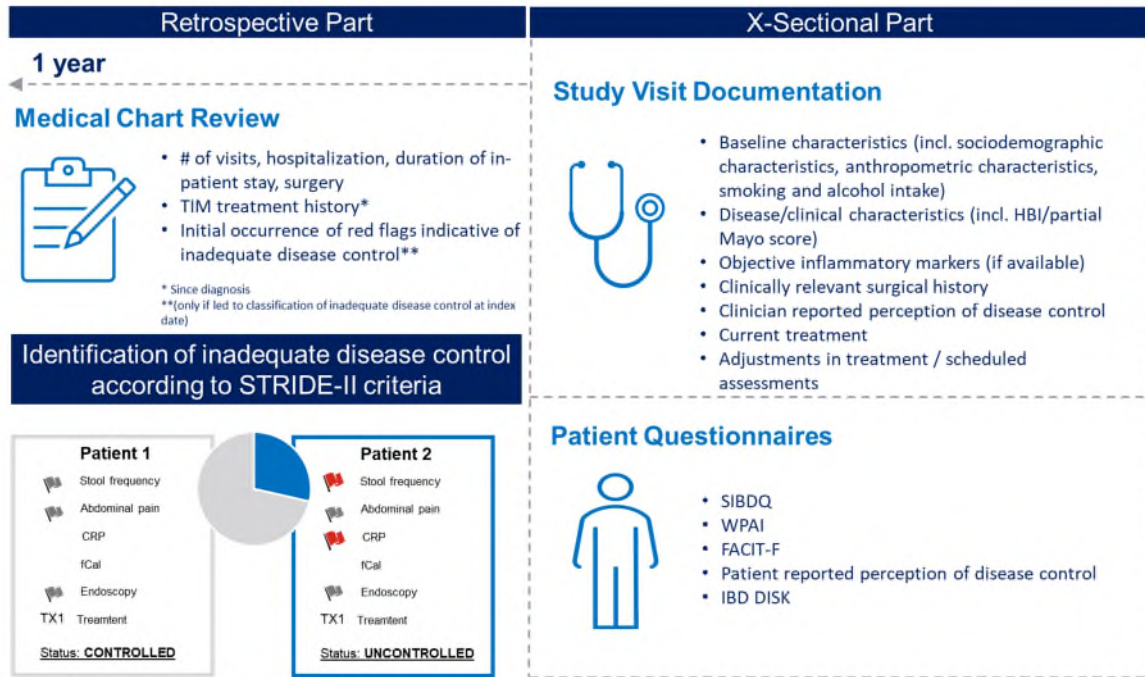 Retrospective Part
1 year
Medical Chart Review
• # of visits, hospitalization, duration of in-
patient stay, surgery
• TIM treatment history*
• Initial occurrence of red flags indicative of
inadequate disease control**
* Since diagnosis
**(only if led to classification of inadequate disease control at index
date)
Identification of inadequate disease control
according to STRIDE-II criteria
Patient 1
Stool frequency
Abdominal pain
CRP
fCal
Endoscopy
TX1 Treamtent
Status: CONTROLLED
Patient 2
Stool frequency
Abdominal pain
CRP
fCal
Endoscopy
TX1 Treamtent
Status: UNCONTROLLED
X-Sectional Part
Study Visit Documentation
• Baseline characteristics (incl. sociodemographic
characteristics, anthropometric characteristics,
smoking and alcohol intake)
• Disease/clinical characteristics (incl. HBI/partial
Mayo score)
• Objective inflammatory markers (if available)
• Clinically relevant surgical history
• Clinician reported perception of disease control
• Current treatment
• Adjustments in treatment / scheduled
assessments
Patient Questionnaires
• SIBDQ
• WPAI
• FACIT-F
• Patient reported perception of disease control
• IBD DISK